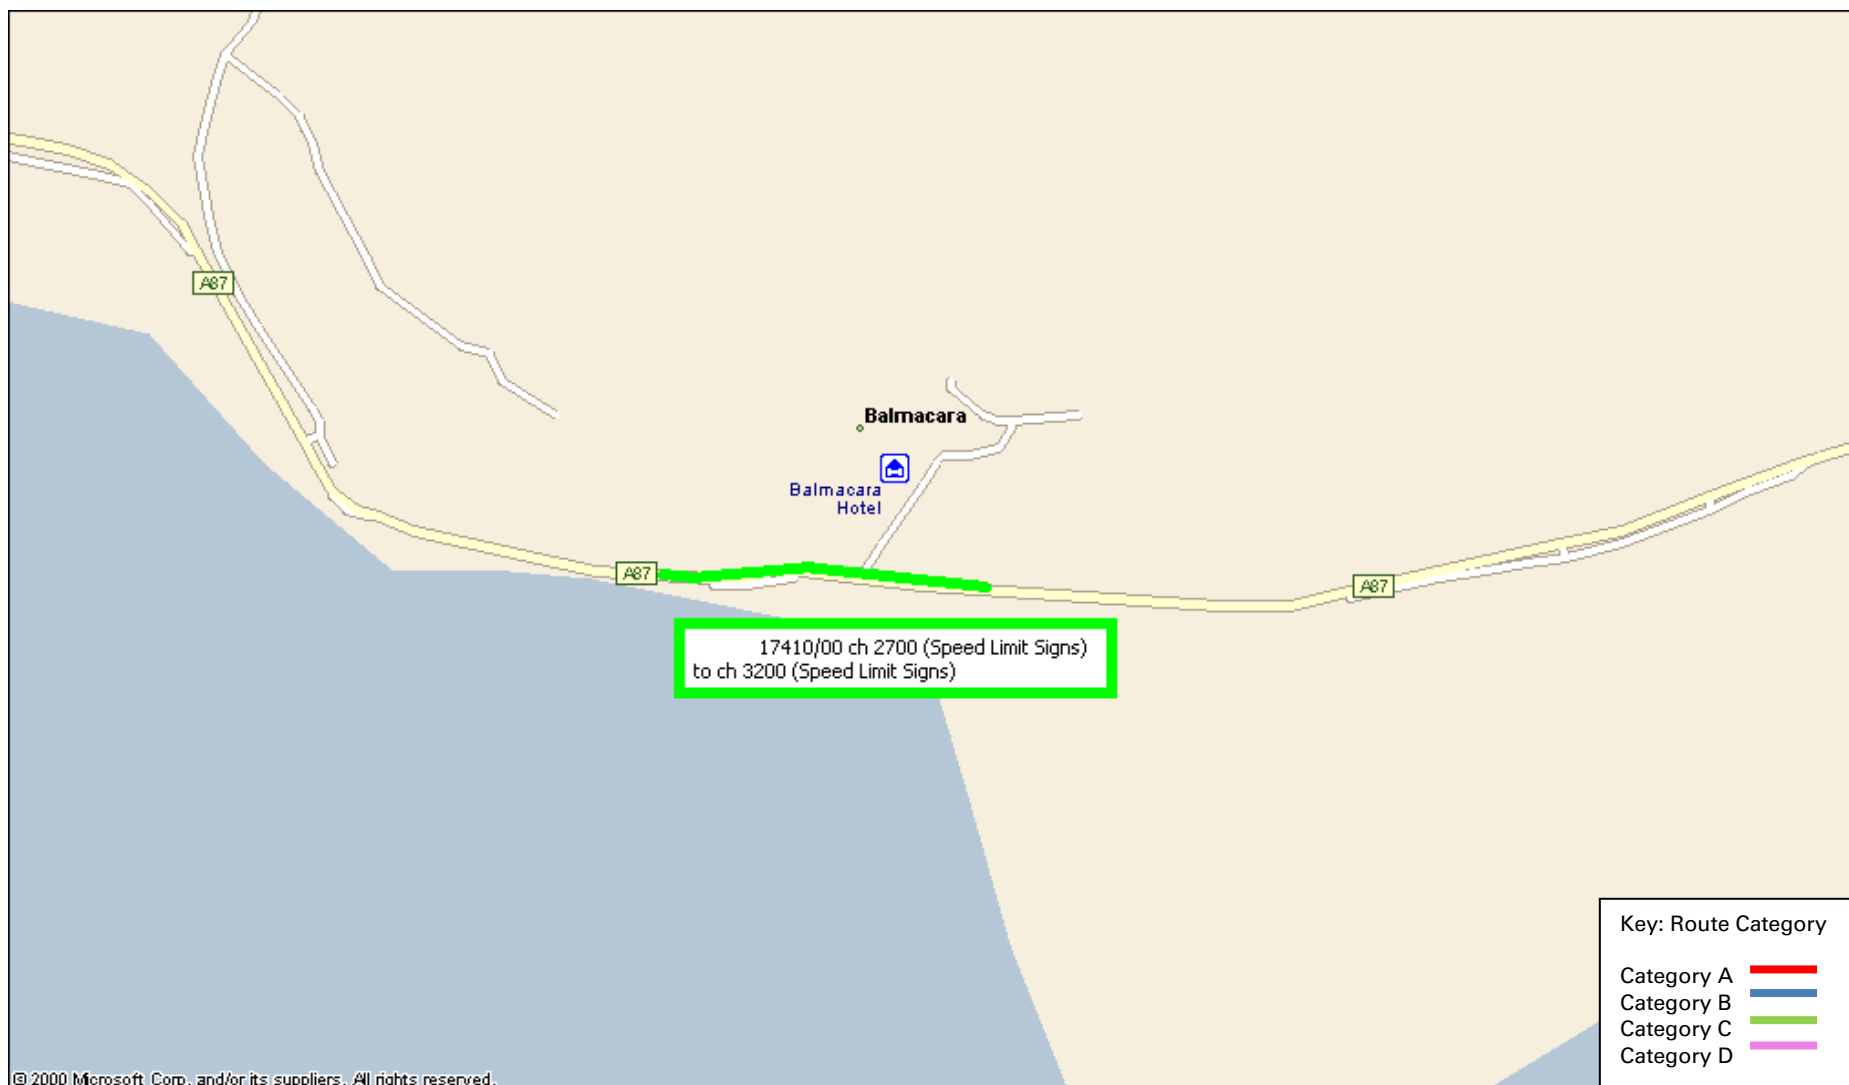 A87
Balmacara
Balmacara
Hotel
A87
A87
17410/00 ch 2700 (Speed Limit Signs)
to ch 3200 (Speed Limit Signs)
Key: Route Category
Category A
Category B
Category C
Category D
© 2000 Microsoft Corp. and/or its suppliers. All rights reserved.